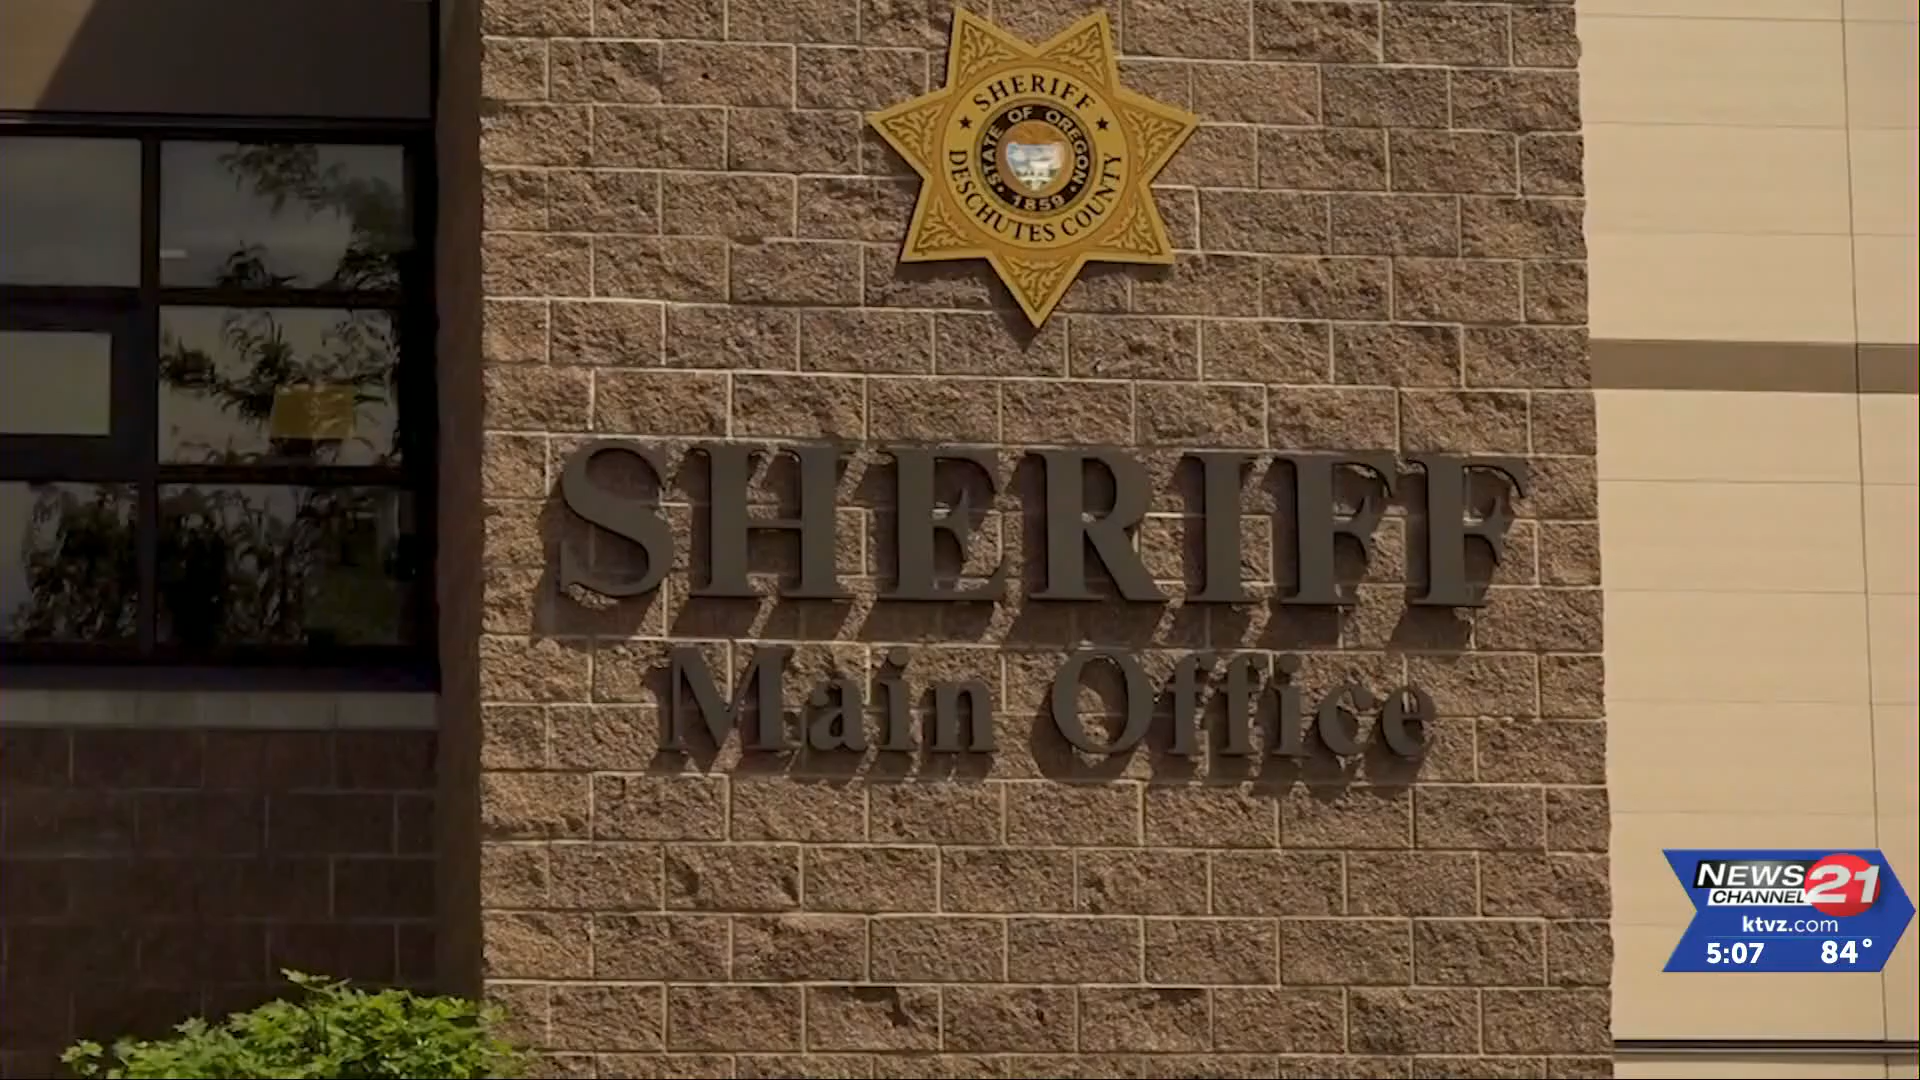 SHERIFF
STATE OF OREGON
1859
DESCHUTES COUNTY
SHERIFF
Main Office
NEWS
CHANNEL 21
ktvz.com
5:07 84°